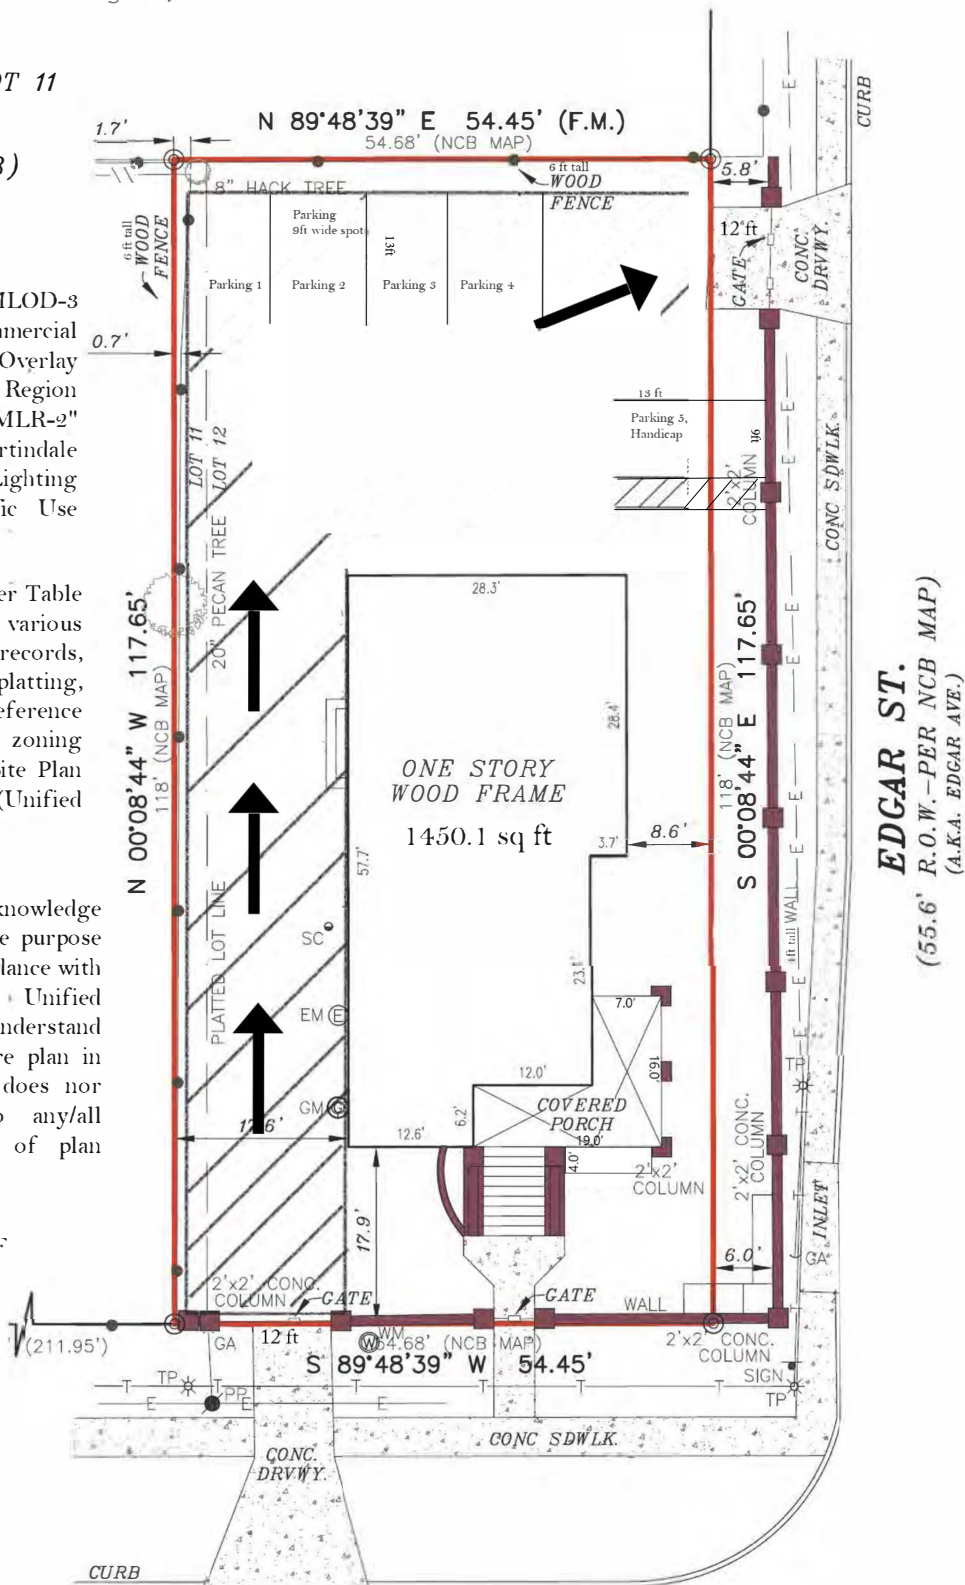 OT 11
1.7'
N 89°48'39" E 54.45' (F.M.)
54.68' (NCB MAP)
8" HACK TREE
6 ft tall
WOOD
FENCE
6 ft tall
WOOD
FENCE
5.8'
CURB
12 ft
GATE
CONC.
DRVWY.
Parking
9ft wide spot
13ft
Parking 1
Parking 2
Parking 3
Parking 4
MLOD-3
mmercial
Overlay
Region
MLR-2"
rtindale
Lighting
fic Use
0.7'
LOT 11
LOT 12
13 ft
Parking 5,
Handicap
9ft
2'x2'
COLUMN
CONC SDWLK.
er Table
various
records,
platting,
eference
zoning
Site Plan
(Unified
N 00°08'44" W 117.65'
118' (NCB MAP)
20" PECAN TREE
PLATTED LOT LINE
28.3'
28.4'
ONE STORY
WOOD FRAME
1450.1 sq ft
57.7'
3.7'
8.6'
118' (NCB MAP)
S 00°08'44" E 117.65'
ft tall WALL
EDGAR ST.
(55.6' R.O.W.-PER NCB MAP)
(A.K.A. EDGAR AVE.)
knowledge
e purpose
dance with
Unified
nderstand
re plan in
does nor
any/all
of plan
SC
EM E
GM G
17.6'
23.1'
7.0'
16.0'
12.0'
6.2'
COVERED
PORCH
12.6'
19.0'
4.0'
2'x2'
COLUMN
2'x2' CONC.
COLUMN
TP
INLET
GA
17.9'
6.0'
2'x2' CONC.
COLUMN
GATE
GATE
WALL
(211.95')
GA
12 ft
W WM
54.68' (NCB MAP)
S 89°48'39" W 54.45'
2'x2' CONC.
COLUMN
SIGN
TP
TP
PP
T T T T T T
E E E
E E E E E E
CONC SDWLK.
CONC.
DRVWY.
CURB